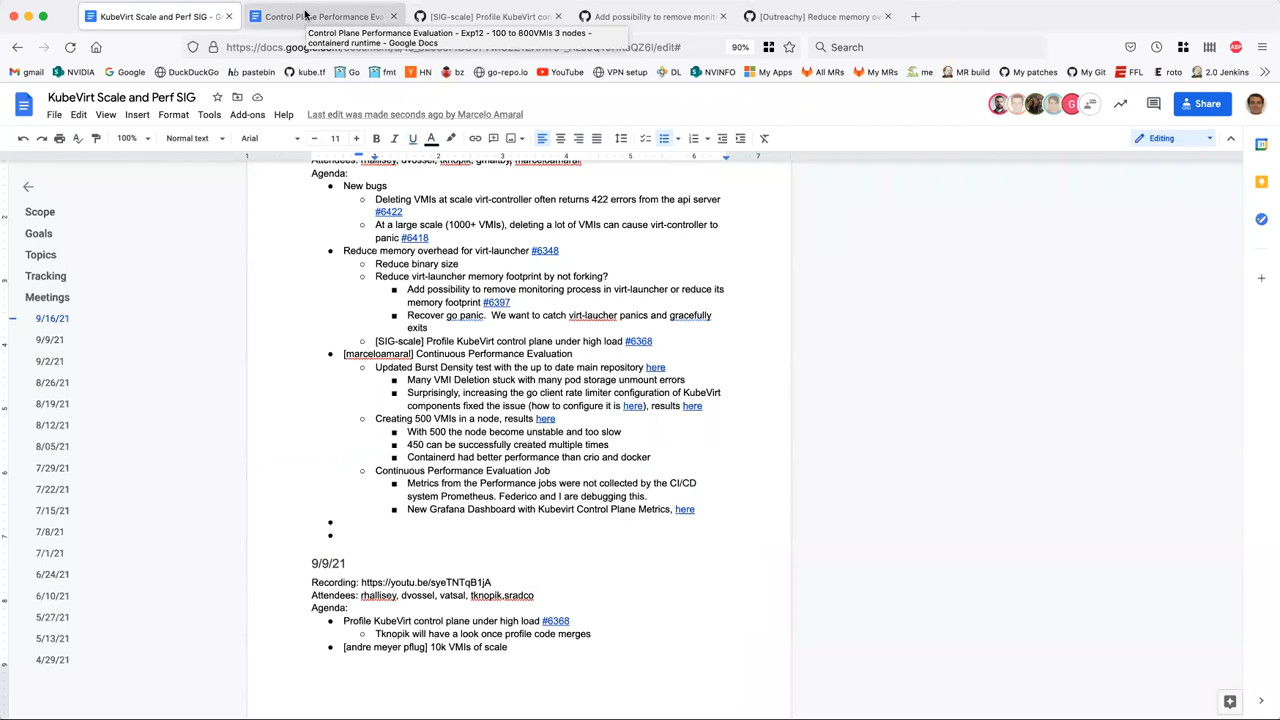 KubeVirt Scale and Perf SIG - G
Control Plane Performance Eva
[SIG-scale] Profile KubeVirt con
Add possibility to remove monit
[Outreachy] Reduce memory ov
Control Plane Performance Evaluation - Exp12 - 100 to 800VMIs 3 nodes -
containerd runtime - Google Docs
https://docs.goo
QZ6I/edit#
90%
Search
gmail
NVIDIA
Google
DuckDuckGo
pastebin
kube.tf
Go
fmt
HN
bz
go-repo.io
YouTube
VPN setup
DL
NVINFO
My Apps
All MRs
My MRs
me
MR build
My patches
My Git
FFL
roto
2.0 Jenkins
KubeVirt Scale and Perf SIG
File Edit View Insert Format Tools Add-ons Help
Last edit was made seconds ago by Marcelo Amaral
Share
100%
Normal text
Arial
11
Editing
Scope
Goals
Topics
Tracking
Meetings
9/16/21
9/9/21
9/2/21
8/26/21
8/19/21
8/12/21
8/05/21
7/29/21
7/22/21
7/15/21
7/8/21
7/1/21
6/24/21
6/10/21
5/27/21
5/13/21
4/29/21
Attendees: rhallisey, dvossel, tknopik, gmaltby, marceloamaral
Agenda:
New bugs
Deleting VMIs at scale virt-controller often returns 422 errors from the api server
#6422
At a large scale (1000+ VMIs), deleting a lot of VMIs can cause virt-controller to
panic #6418
Reduce memory overhead for virt-launcher #6348
Reduce binary size
Reduce virt-launcher memory footprint by not forking?
Add possibility to remove monitoring process in virt-launcher or reduce its
memory footprint #6397
Recover go panic. We want to catch virt-laucher panics and gracefully
exits
[SIG-scale] Profile KubeVirt control plane under high load #6368
[marceloamaral] Continuous Performance Evaluation
Updated Burst Density test with the up to date main repository here
Many VMI Deletion stuck with many pod storage unmount errors
Surprisingly, increasing the go client rate limiter configuration of KubeVirt
components fixed the issue (how to configure it is here), results here
Creating 500 VMIs in a node, results here
With 500 the node become unstable and too slow
450 can be successfully created multiple times
Containerd had better performance than crio and docker
Continuous Performance Evaluation Job
Metrics from the Performance jobs were not collected by the CI/CD
system Prometheus. Federico and I are debugging this.
New Grafana Dashboard with Kubevirt Control Plane Metrics, here
9/9/21
Recording: https://youtu.be/syeTNTqB1jA
Attendees: rhallisey, dvossel, vatsal, tknopik,sradco
Agenda:
Profile KubeVirt control plane under high load #6368
Tknopik will have a look once profile code merges
[andre meyer pflug] 10k VMIs of scale